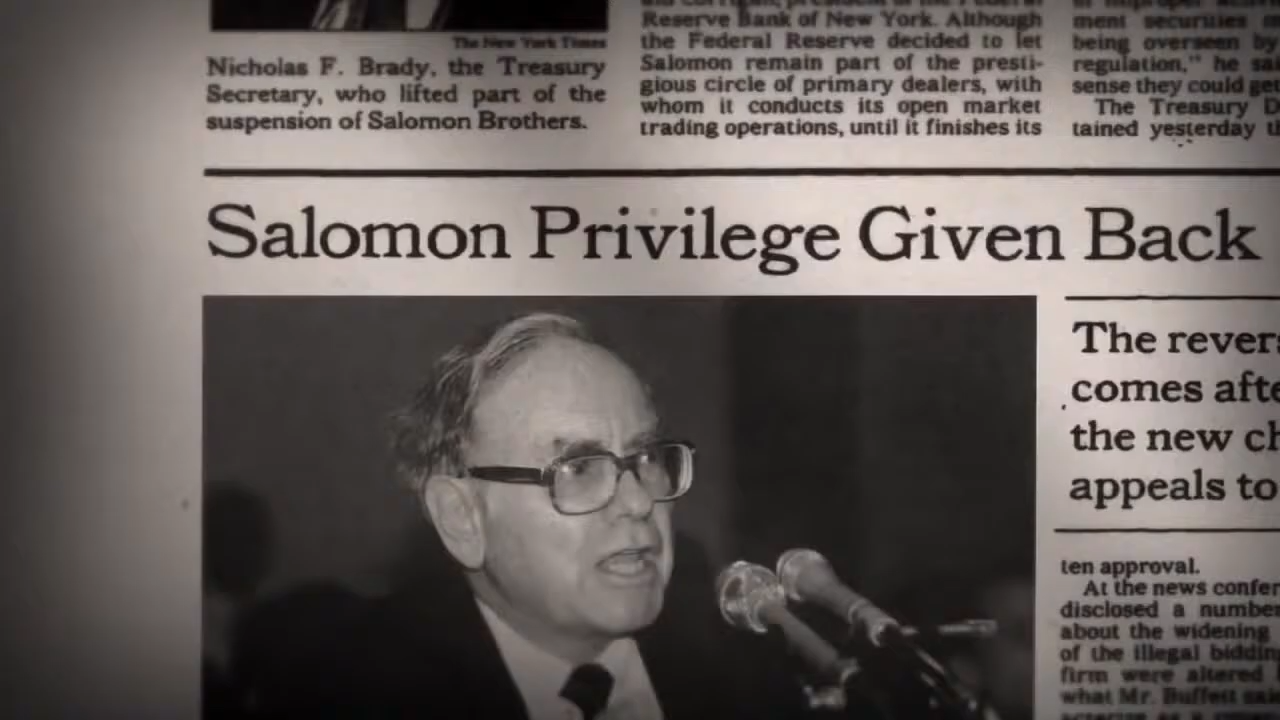 The New York Times
Nicholas F. Brady, the Treasury
Secretary, who lifted part of the
suspension of Salomon Brothers.
Reserve Bank of New York. Although
the Federal Reserve decided to let
Salomon remain part of the presti-
gious circle of primary dealers, with
whom it conducts its open market
trading operations, until it finishes its
ment securities
being overseen by
regulation," he
sense they could get
The Treasury
tained yesterday
Salomon Privilege Given Back
The
comes
the new
appeals to
ten approval.
At the news
disclosed a number
about the widening
of the illegal
firm were altered
what Mr. Buffett